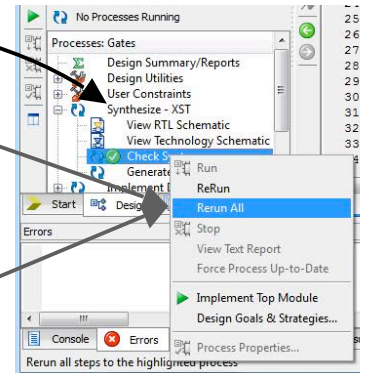 No Processes Running
Processes: Gates
Design Summary/Reports
Design Utilities
User Constraints
Synthesize - XST
View RTL Schematic
View Technology Schematic
Check
Generate
Implement
Start
Errors
Console
Errors
Rerun all steps to the highlighted process
Run
ReRun
Rerun All
Stop
View Text Report
Force Process Up-to-Date
Implement Top Module
Design Goals & Strategies...
Process Properties...
25
26
27
28
29
30
31
32
33